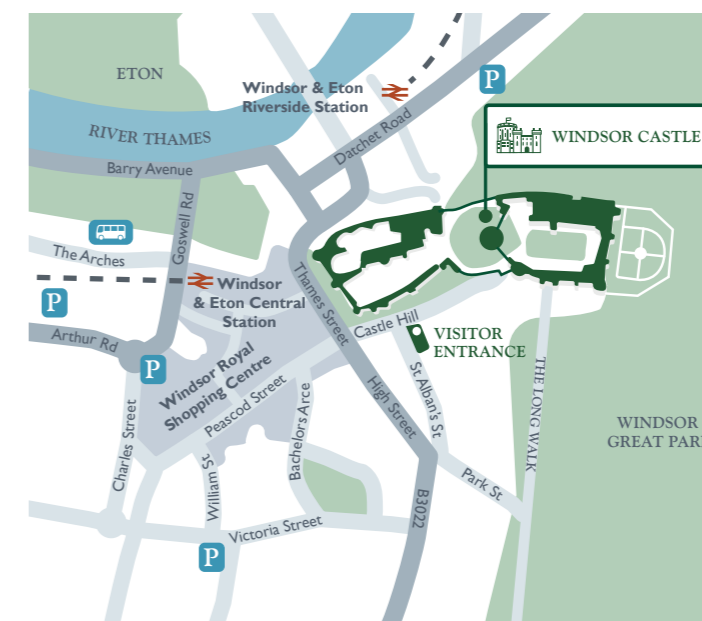 ETON
Windsor & Eton
Riverside Station
P
RIVER THAMES
Datchet Road
WINDSOR CASTLE
Barry Avenue
Goswell Rd
The Arches
Windsor
& Eton Central
Station
P
Thames Street
Castle Hill
VISITOR
ENTRANCE
Arthur Rd
P
Windsor Royal
Shopping Centre
Peascod Street
High Street
St Alban's St
THE LONG WALK
WINDSOR
GREAT PAR
Charles Street
William St
Bachelors Arce
Park St
B3022
Victoria Street
P